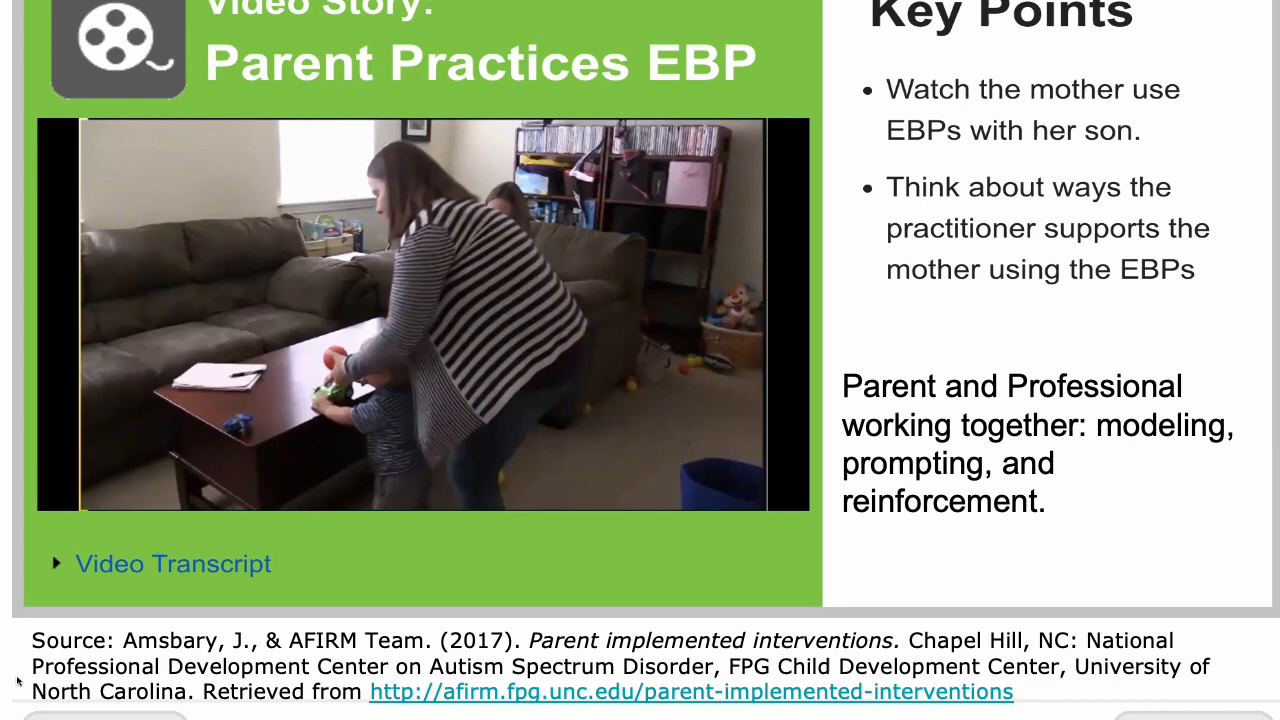 Video Story:
Parent Practices EBP
Key Points
Watch the mother use
EBPs with her son.
Think about ways the
practitioner supports the
mother using the EBPs
Parent and Professional
working together: modeling,
prompting, and
reinforcement.
Video Transcript
Source: Amsbary, J., & AFIRM Team. (2017). Parent implemented interventions. Chapel Hill, NC: National
Professional Development Center on Autism Spectrum Disorder, FPG Child Development Center, University of
North Carolina. Retrieved from http://afirm.fpg.unc.edu/parent-implemented-interventions